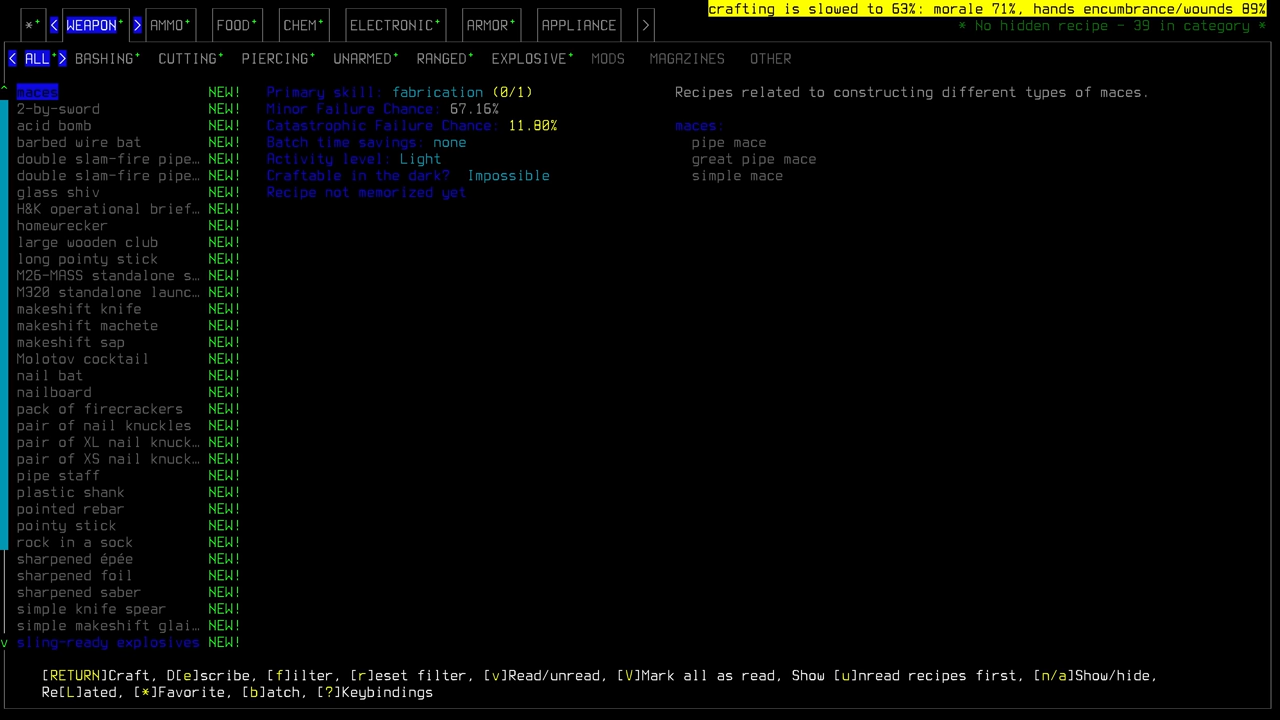 crafting is slowed to 63%: morale 71%, hands encumbrance/wounds 89%
*⁺ < WEAPON⁺ > AMMO⁺ FOOD⁺ CHEM⁺ ELECTRONIC⁺ ARMOR⁺ APPLIANCE >
* No hidden recipe - 39 in category *
< ALL⁺> BASHING⁺ CUTTING⁺ PIERCING⁺ UNARMED⁺ RANGED⁺ EXPLOSIVE⁺ MODS MAGAZINES OTHER
maces NEW! Primary skill: fabrication (0/1) Recipes related to constructing different types of maces.
2-by-sword NEW! Minor Failure Chance: 67.16%
acid bomb NEW! Catastrophic Failure Chance: 11.80% maces:
barbed wire bat NEW! Batch time savings: none pipe mace
double slam-fire pipe… NEW! Activity level: Light great pipe mace
double slam-fire pipe… NEW! Craftable in the dark? Impossible simple mace
glass shiv NEW! Recipe not memorized yet
H&K operational brief… NEW!
homewrecker NEW!
large wooden club NEW!
long pointy stick NEW!
M26-MASS standalone s… NEW!
M320 standalone launc… NEW!
makeshift knife NEW!
makeshift machete NEW!
makeshift sap NEW!
Molotov cocktail NEW!
nail bat NEW!
nailboard NEW!
pack of firecrackers NEW!
pair of nail knuckles NEW!
pair of XL nail knuck… NEW!
pair of XS nail knuck… NEW!
pipe staff NEW!
plastic shank NEW!
pointed rebar NEW!
pointy stick NEW!
rock in a sock NEW!
sharpened épée NEW!
sharpened foil NEW!
sharpened saber NEW!
simple knife spear NEW!
simple makeshift glai… NEW!
sling-ready explosives NEW!
[RETURN]Craft, D[e]scribe, [f]ilter, [r]eset filter, [v]Read/unread, [V]Mark all as read, Show [u]nread recipes first, [n/a]Show/hide,
Re[L]ated, [*]Favorite, [b]atch, [?]Keybindings